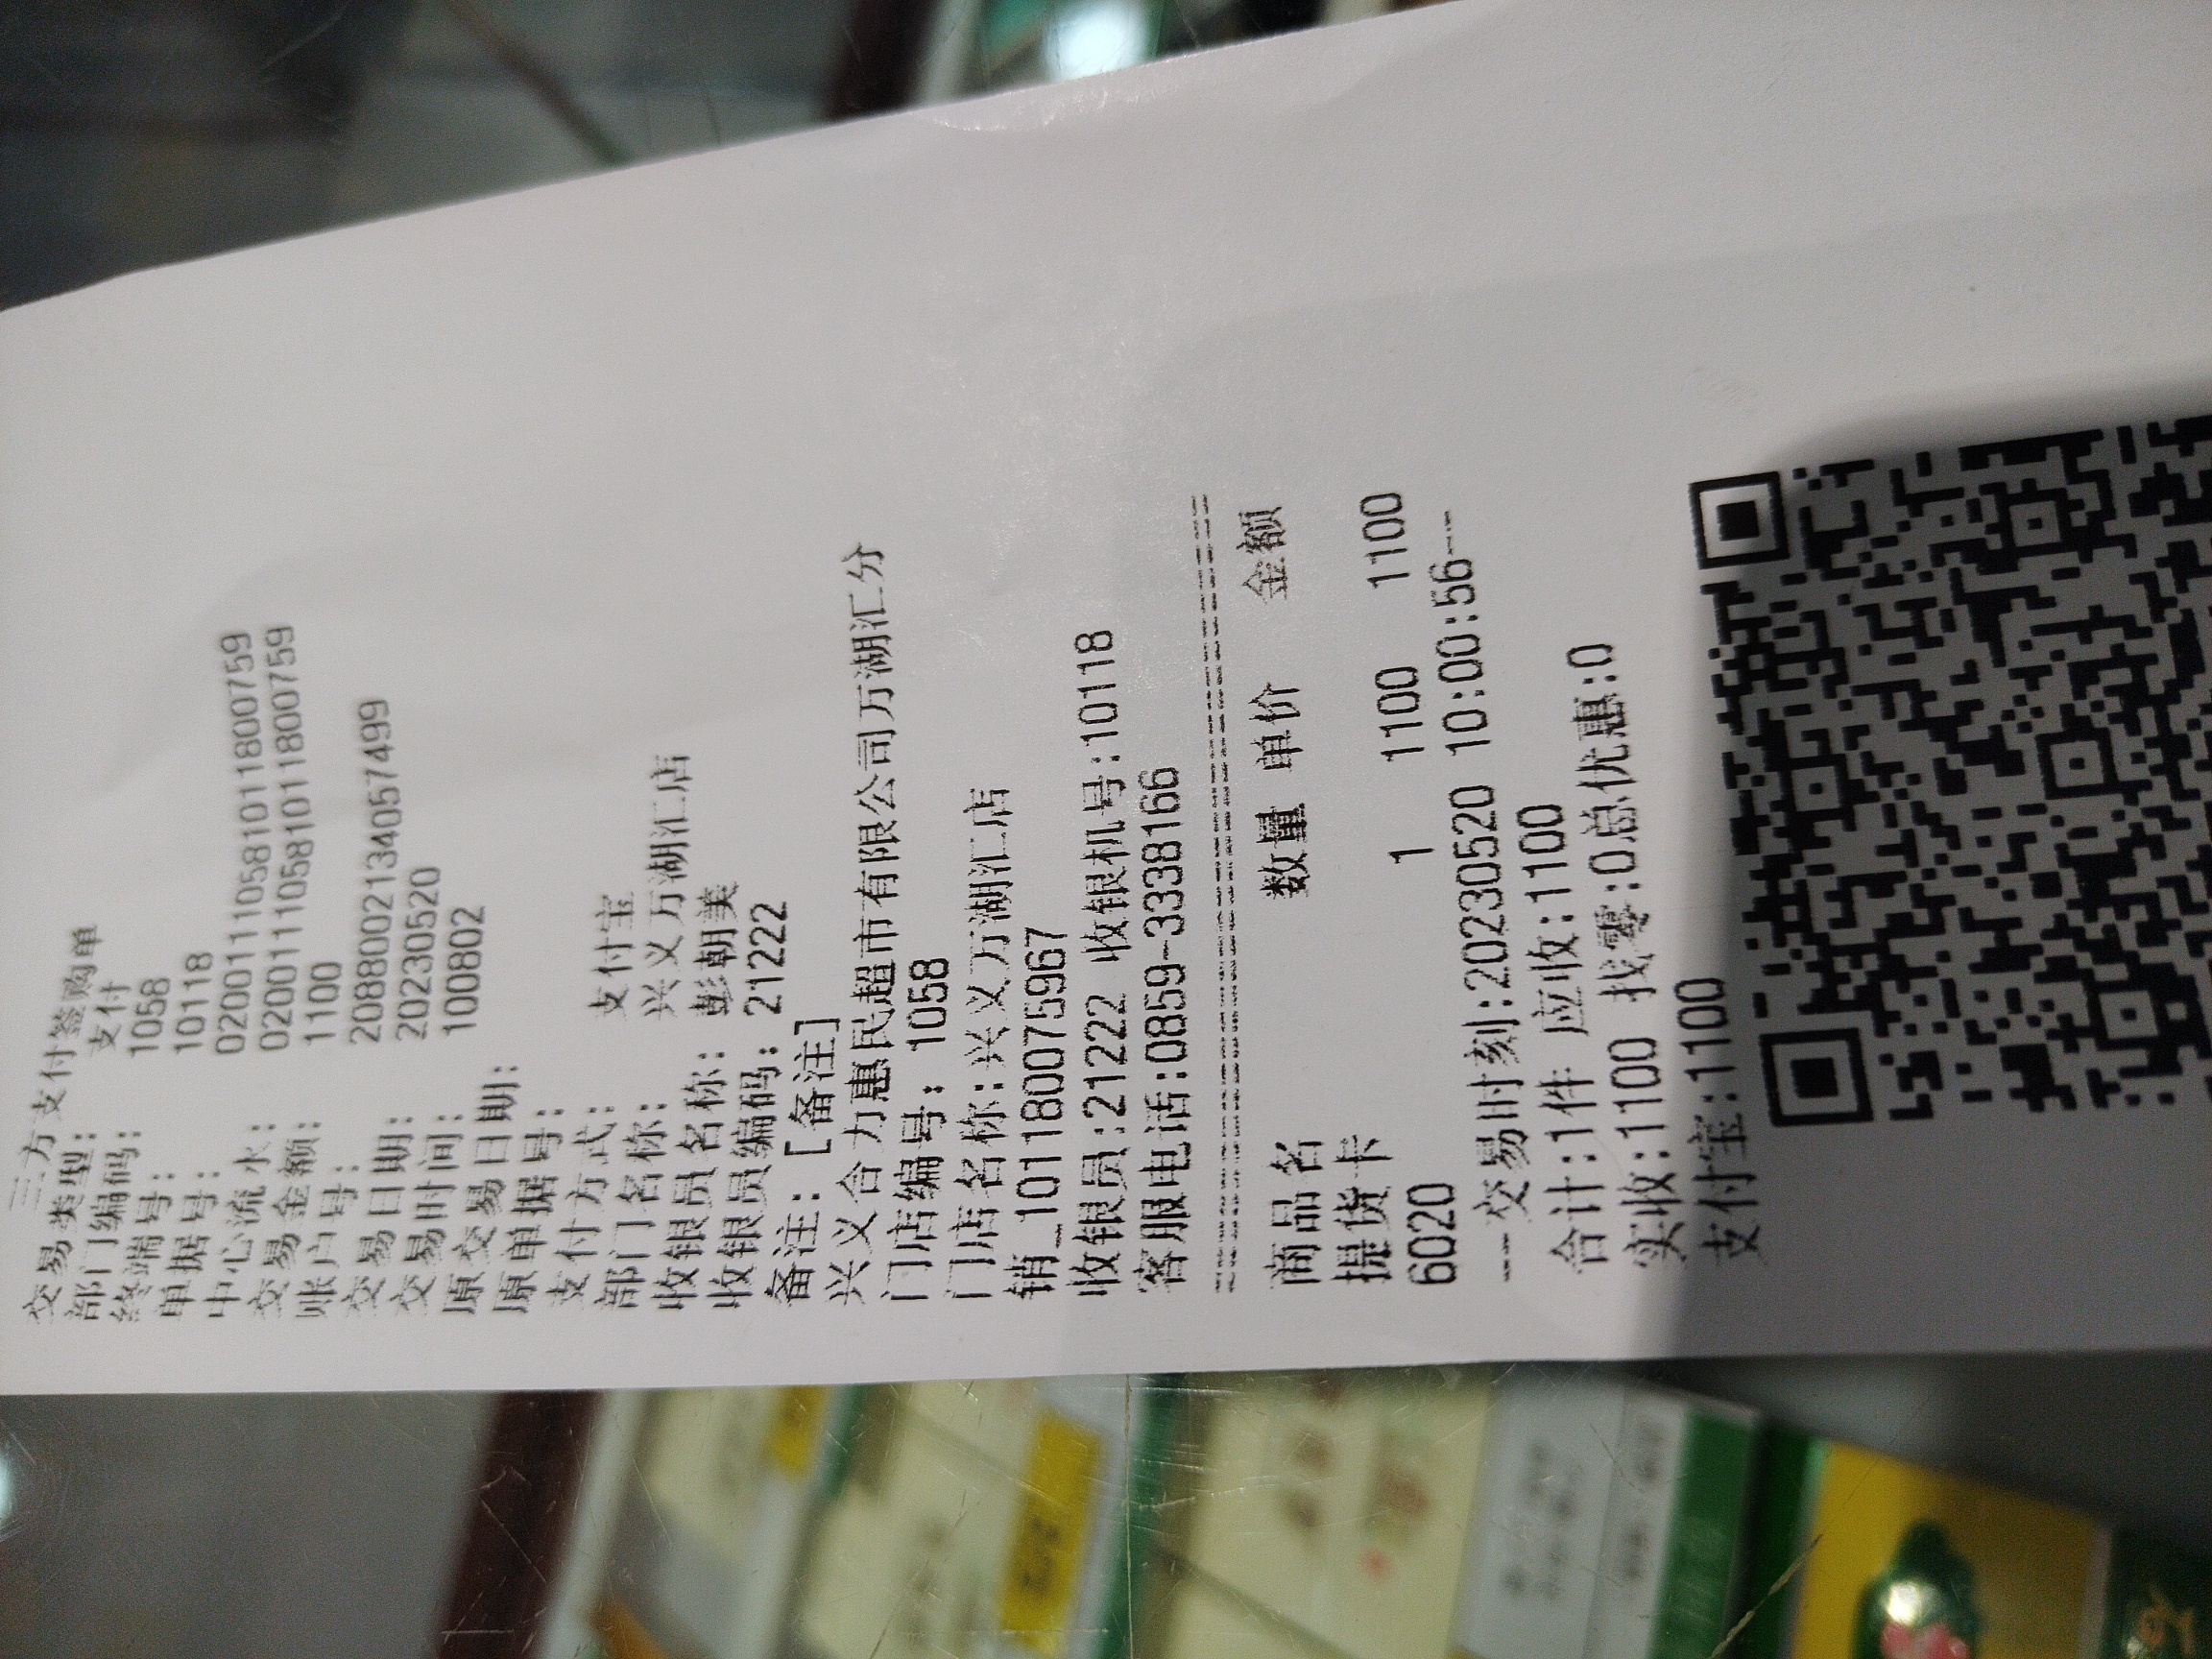 三方支付签购单
交易类型: 支付
部门编码: 1058
终端号: 10118
单据号: 02001110581011800759
中心流水: 02001110581011800759
交易金额: 1100
账户号: 2088002134057499
交易日期: 20230520
交易时间: 100802
原交易日期:
原单据号:
支付方式: 支付宝
部门名称: 兴义万湖汇店
收银员名称: 彭朝美
收银员编码: 21222
备注: [备注]
兴义合力惠民超市有限公司万湖汇分
门店编号: 1058
门店名称:兴义万湖汇店
销_101180075967
收银员:21222 收银机号:10118
客服电话:0859-3338166
商品名 数量 单价 金额
提货卡
6020 1 1100 1100
--交易时刻:20230520 10:00:56--
合计:1件 应收:1100
实收:1100 找零:0总优惠:0
支付宝:1100